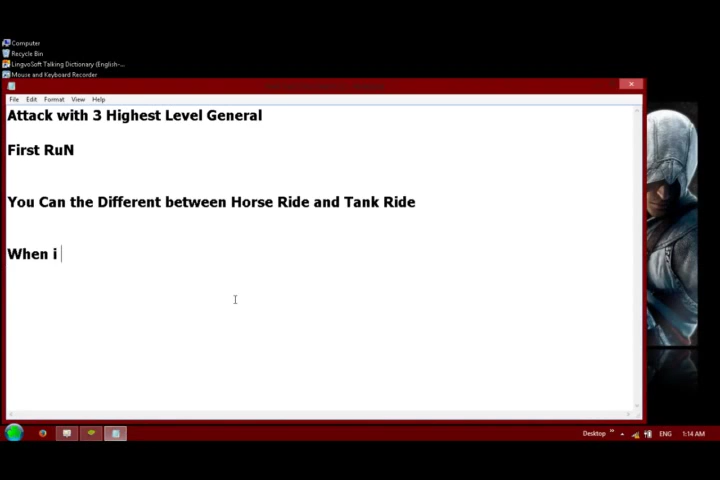 Computer
Recycle Bin
LingvoSoft Talking Dictionary (English-...
Mouse and Keyboard Recorder
File Edit Format View Help
Attack with 3 Highest Level General
First RuN
You Can the Different between Horse Ride and Tank Ride
When i
Desktop
ENG
1:14 AM